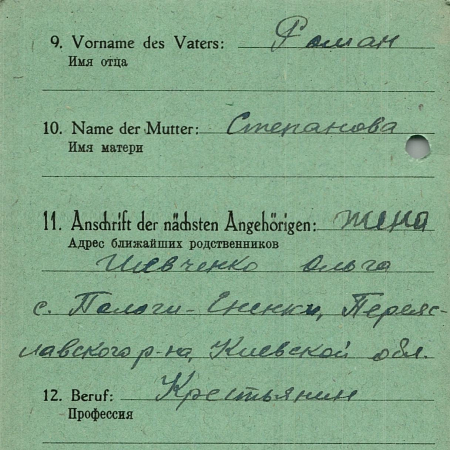 9. Vorname des Vaters: Роман
Имя отца
10. Name der Mutter: Степанова
Имя матери
11. Anschrift der nächsten Angehörigen: жена
Адрес ближайших родственников
Шевченко Ольга
с. Пологи-Ененки, Переяс-
лавского р-на, Киевской обл.
12. Beruf: Крестьянин
Профессия